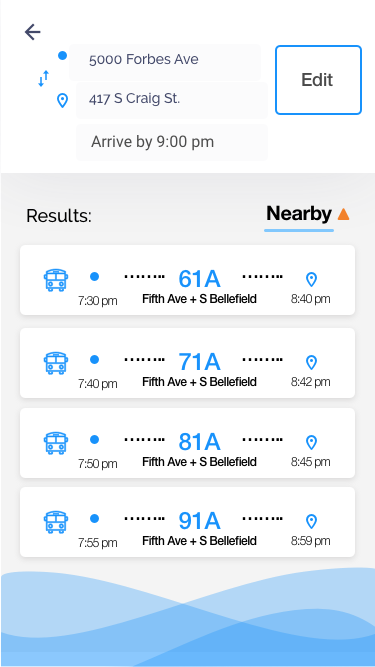 5000 Forbes Ave
417 S Craig St.
Edit
Arrive by 9:00 pm
Results:
Nearby
61A
7:30 pm
Fifth Ave + S Bellefield
8:40 pm
71A
7:40 pm
Fifth Ave + S Bellefield
8:42 pm
81A
7:50 pm
Fifth Ave + S Bellefield
8:45 pm
91A
7:55 pm
Fifth Ave + S Bellefield
8:59 pm